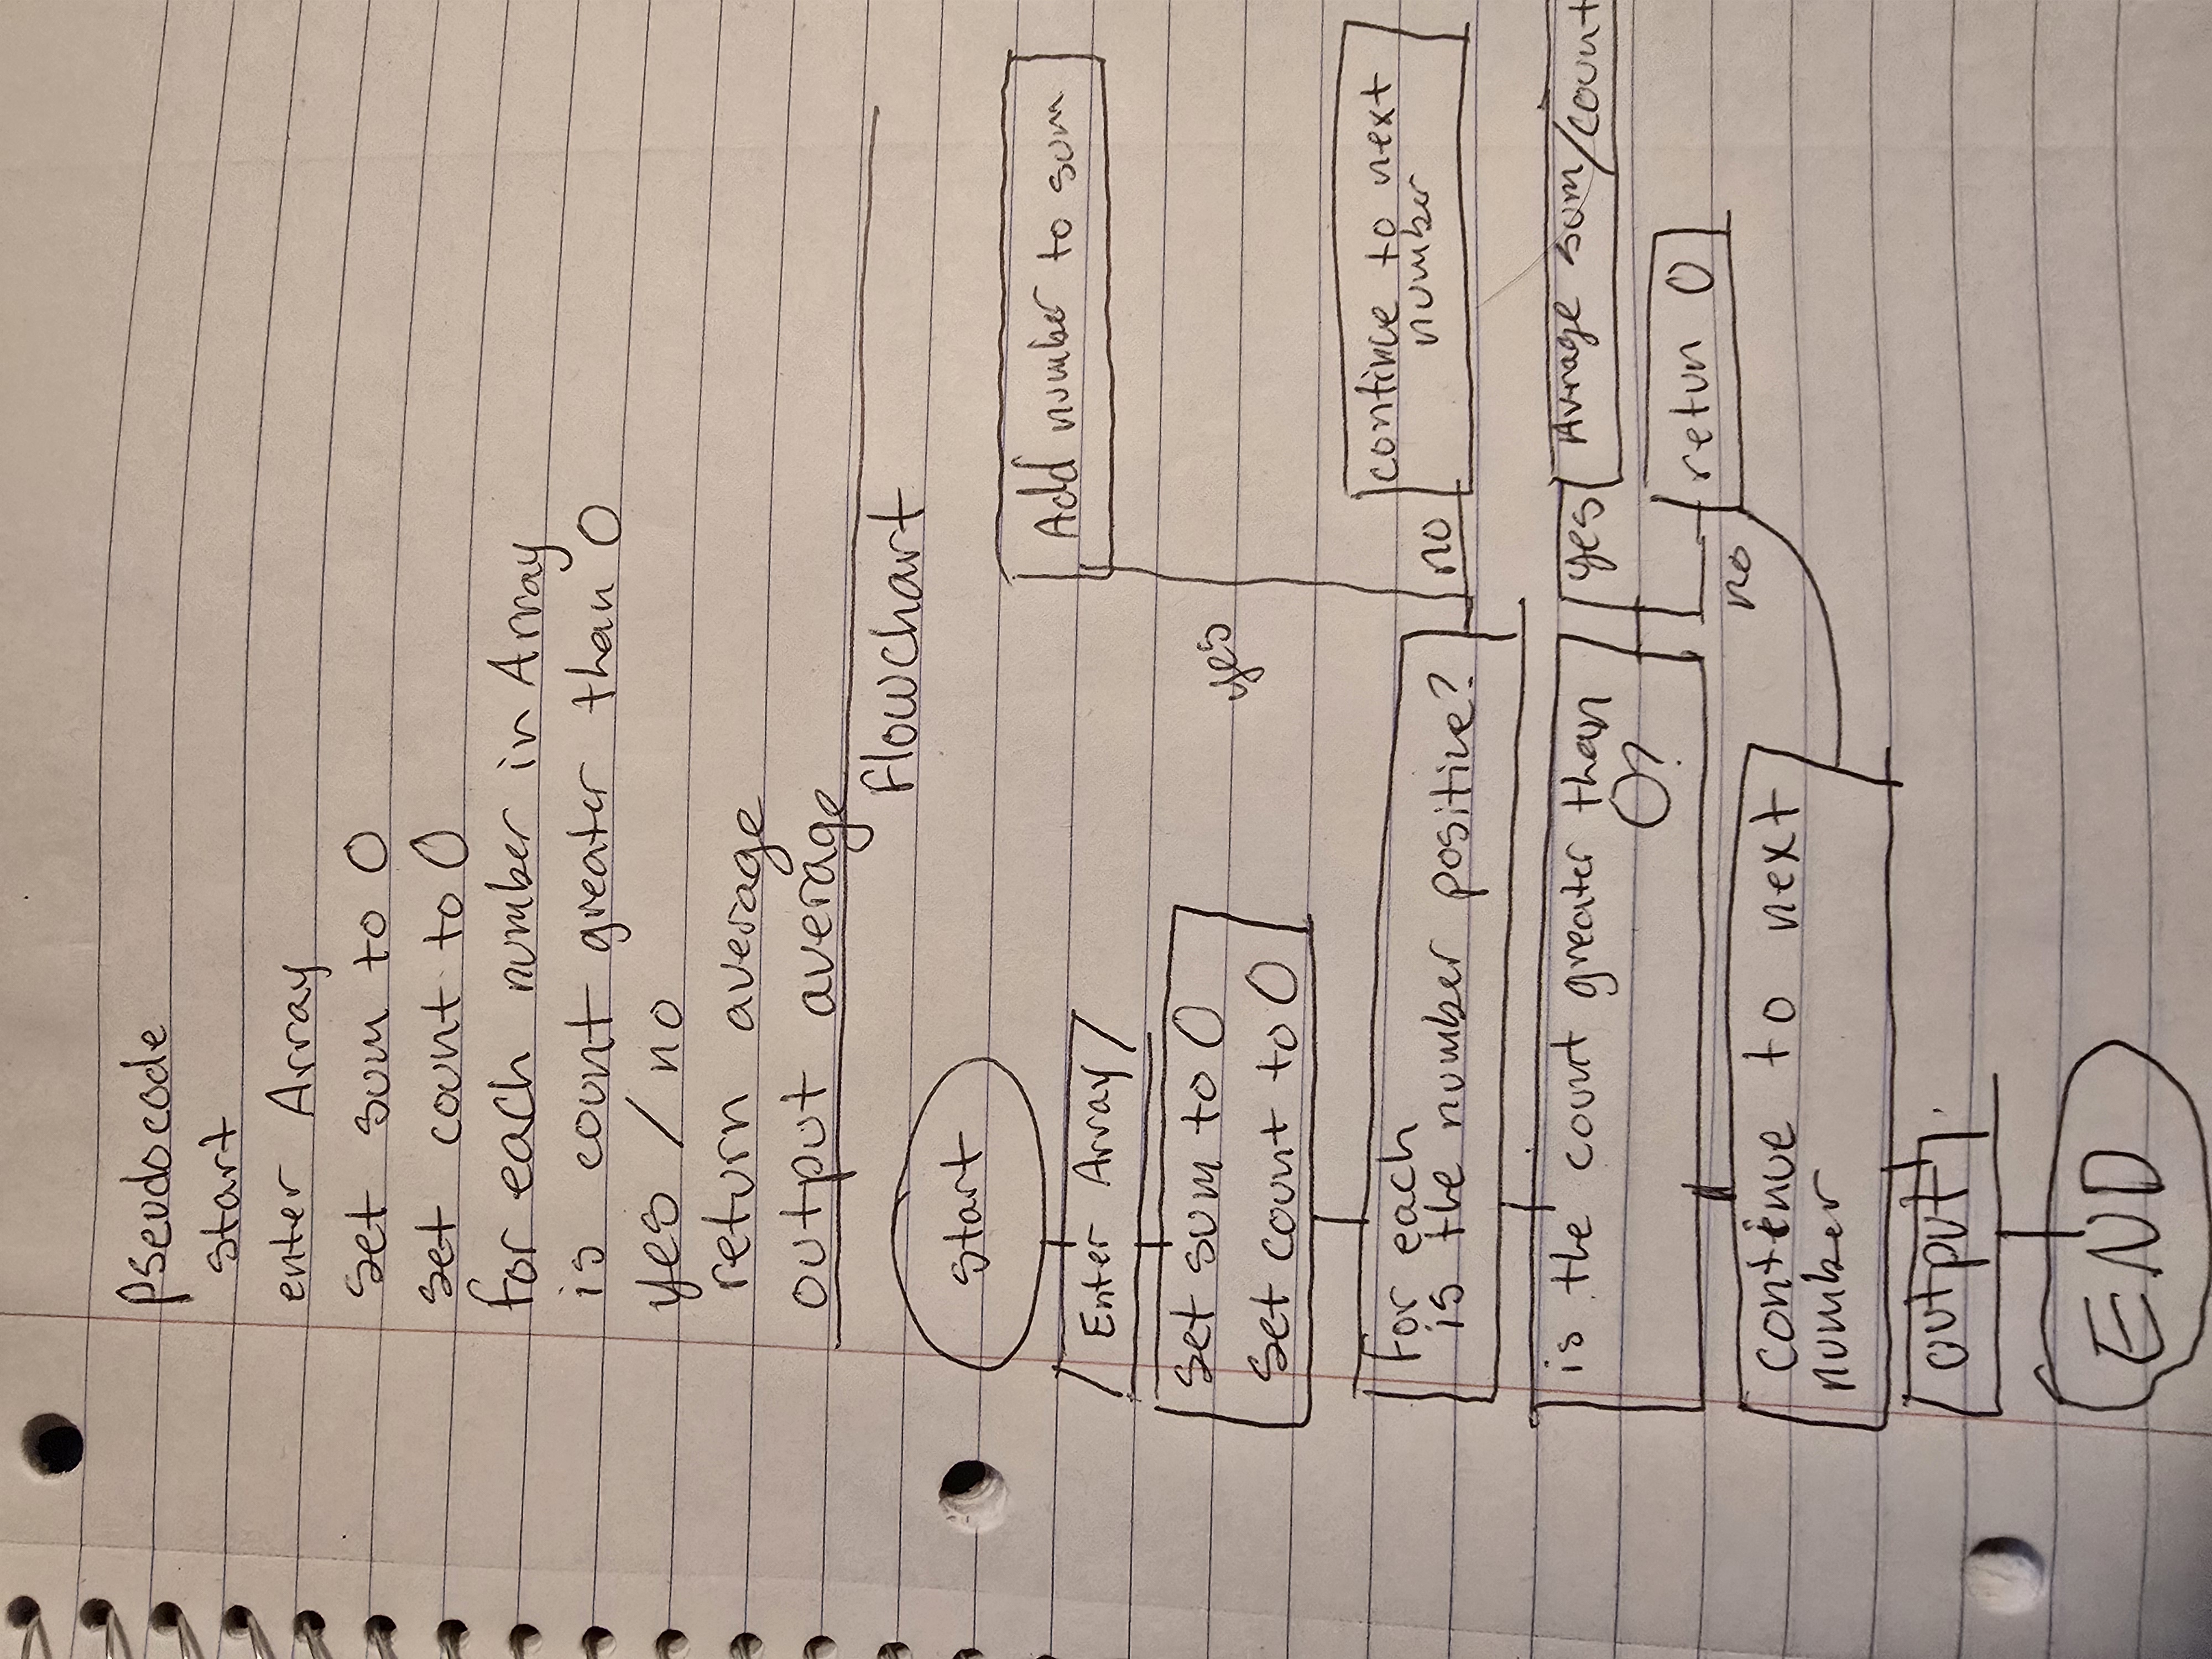 Pseudocode
start
enter Array
set sum to 0
set count to 0
for each number in Array
is count greater than 0
yes / no
return average
output average
Flowchart
start
Enter Array
set sum to 0
set count to 0
for each
is the number positive?
yes
Add number to sum
no
continue to next
number
is the count greater than
0?
yes
Avrage sum/count
no
retun 0
continue to next
number
output
END